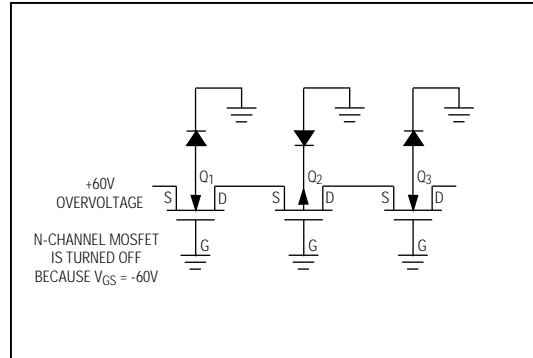 Q1
Q2
Q3
+60V
OVERVOLTAGE
S
D
S
D
S
D
N-CHANNEL MOSFET
IS TURNED OFF
BECAUSE VGS = -60V
G
G
G